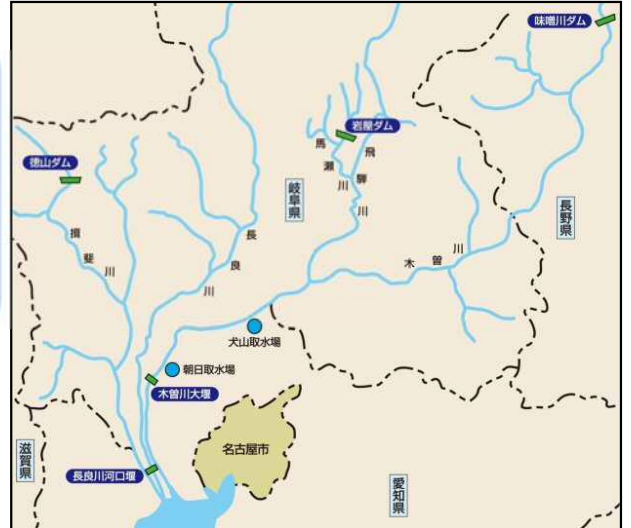 味噌川ダム
岩屋ダム
徳山ダム
馬瀬川
飛騨川
岐阜県
長野県
揖斐川
長良川
木曽川
犬山取水場
朝日取水場
木曽川大堰
名古屋市
滋賀県
長良川河口堰
愛知県